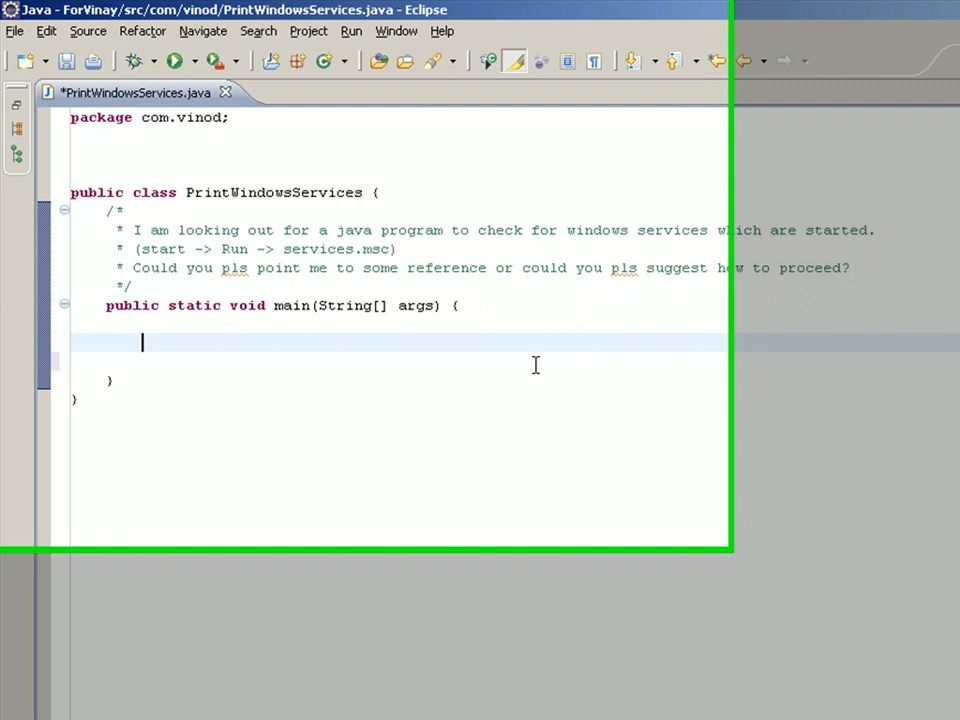 Java - ForVinay/src/com/vinod/PrintWindowsServices.java - Eclipse
File Edit Source Refactor Navigate Search Project Run Window Help
*PrintWindowsServices.java
package com.vinod;
public class PrintWindowsServices {
/*
* I am looking out for a java program to check for windows services which are started.
* (start -> Run -> services.msc)
* Could you pls point me to some reference or could you pls suggest how to proceed?
*/
public static void main(String[] args) {
}
}